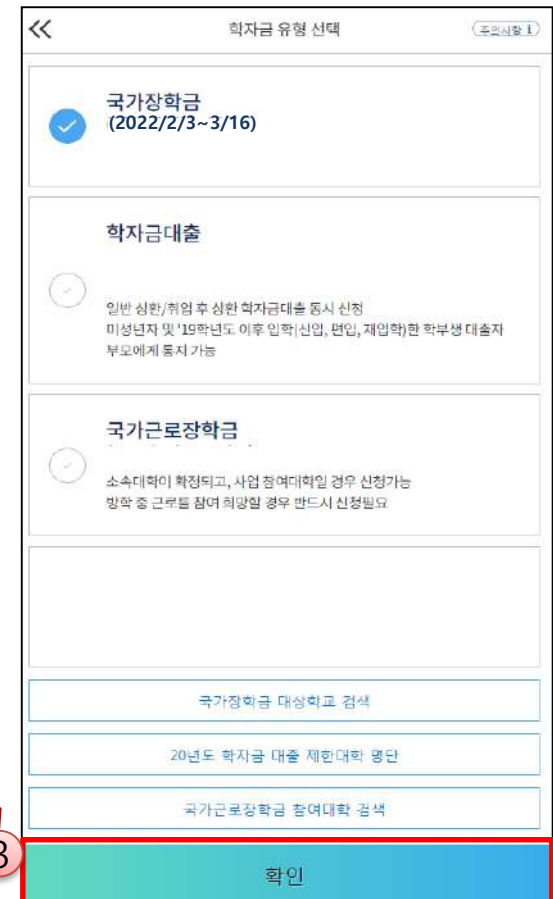 학자금 유형 선택
주의사항 i
국가장학금
(2022/2/3~3/16)
학자금대출
일반 상환/취업 후 상환 학자금대출 동시 신청
미성년자 및 '19학년도 이후 입학(신입, 편입, 재입학)한 학부생 대출자
부모에게 통지 가능
국가근로장학금
소속대학이 확정되고, 사업 참여대학일 경우 신청가능
방학 중 근로를 참여 희망할 경우 반드시 신청필요
국가장학금 대상학교 검색
20년도 학자금 대출 제한대학 명단
국가근로장학금 참여대학 검색
3
확인